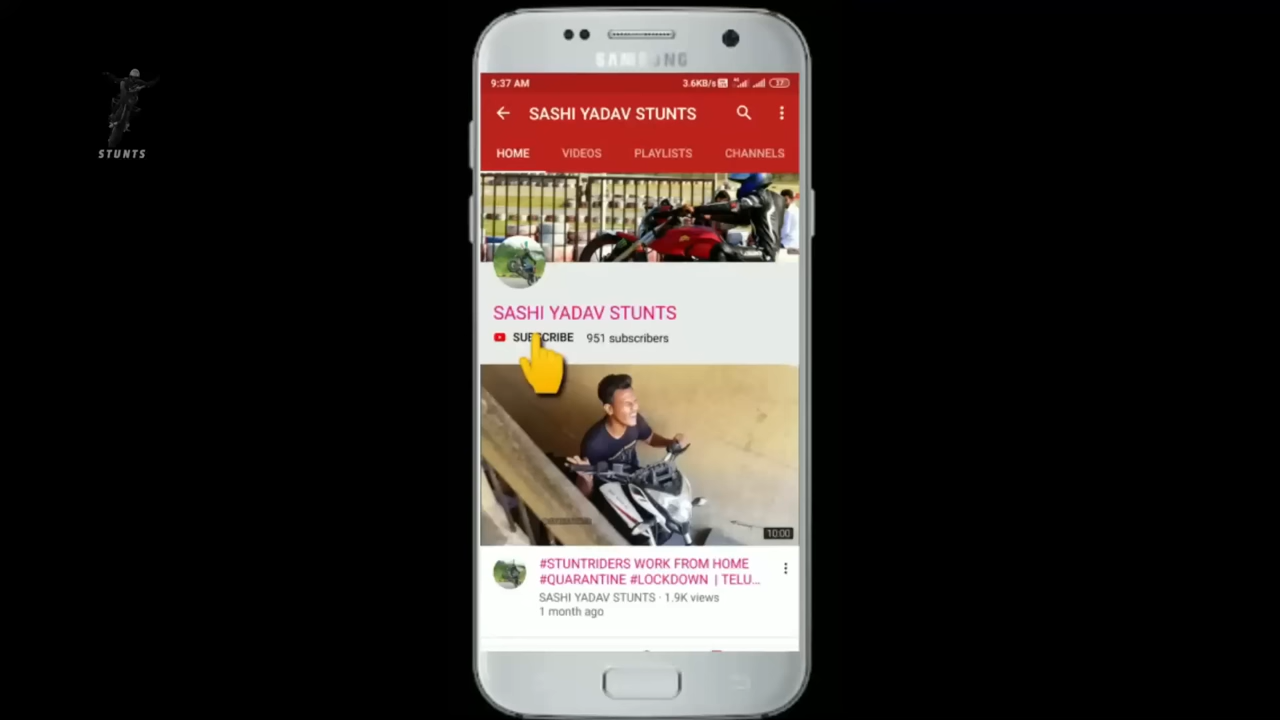 STUNTS
SAMSUNG
9:37 AM 3.6KB/s
SASHI YADAV STUNTS
HOME VIDEOS PLAYLISTS CHANNELS
SASHI YADAV STUNTS
SUBSCRIBE 951 subscribers
10:00
#STUNTRIDERS WORK FROM HOME
#QUARANTINE #LOCKDOWN | TELU...
SASHI YADAV STUNTS · 1.9K views
1 month ago